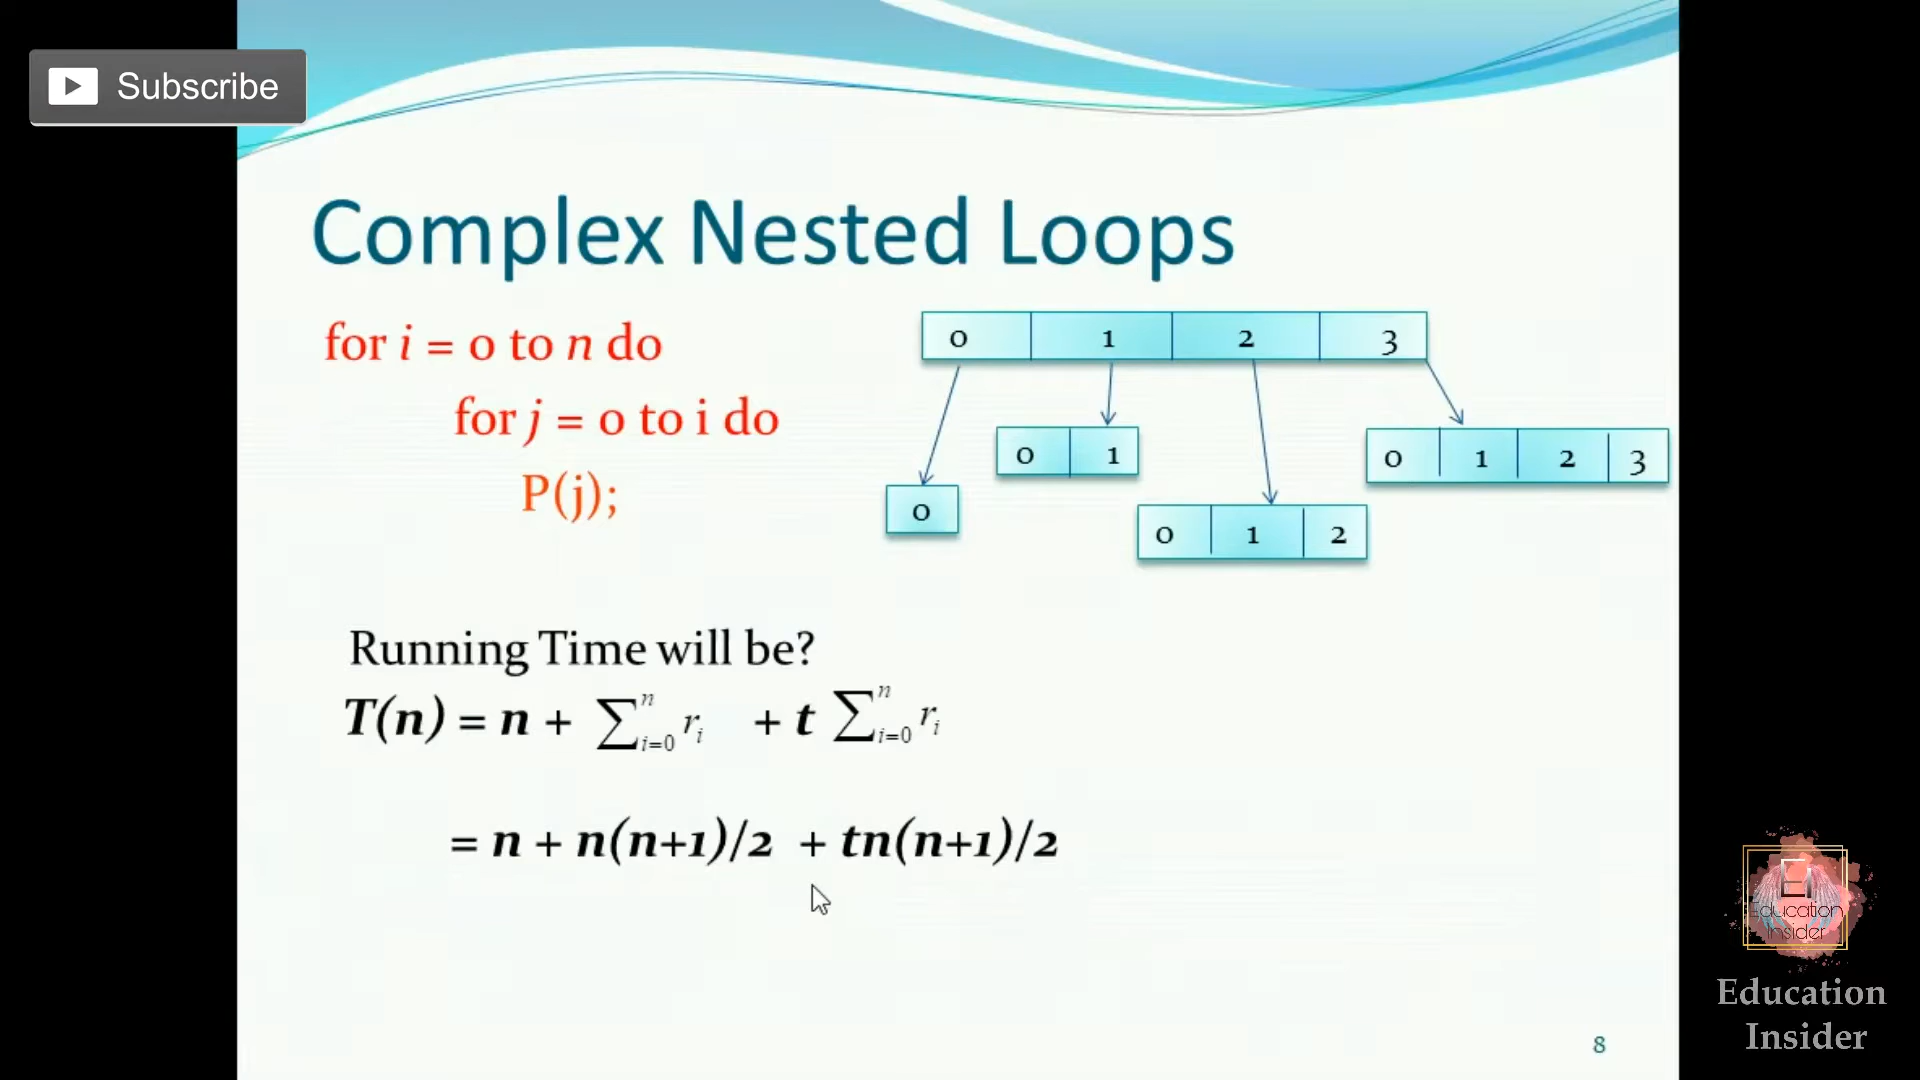 Subscribe
Complex Nested Loops
for i = 0 to n do
for j = 0 to i do
P(j);
0 1 2 3
0 1
0 1 2 3
0
0 1 2
Running Time will be?
T(n) = n + ∑ⁿᵢ₌₀ rᵢ + t ∑ⁿᵢ₌₀ rᵢ
= n + n(n+1)/2 + tn(n+1)/2
EI
Education
Insider
Education
Insider
8